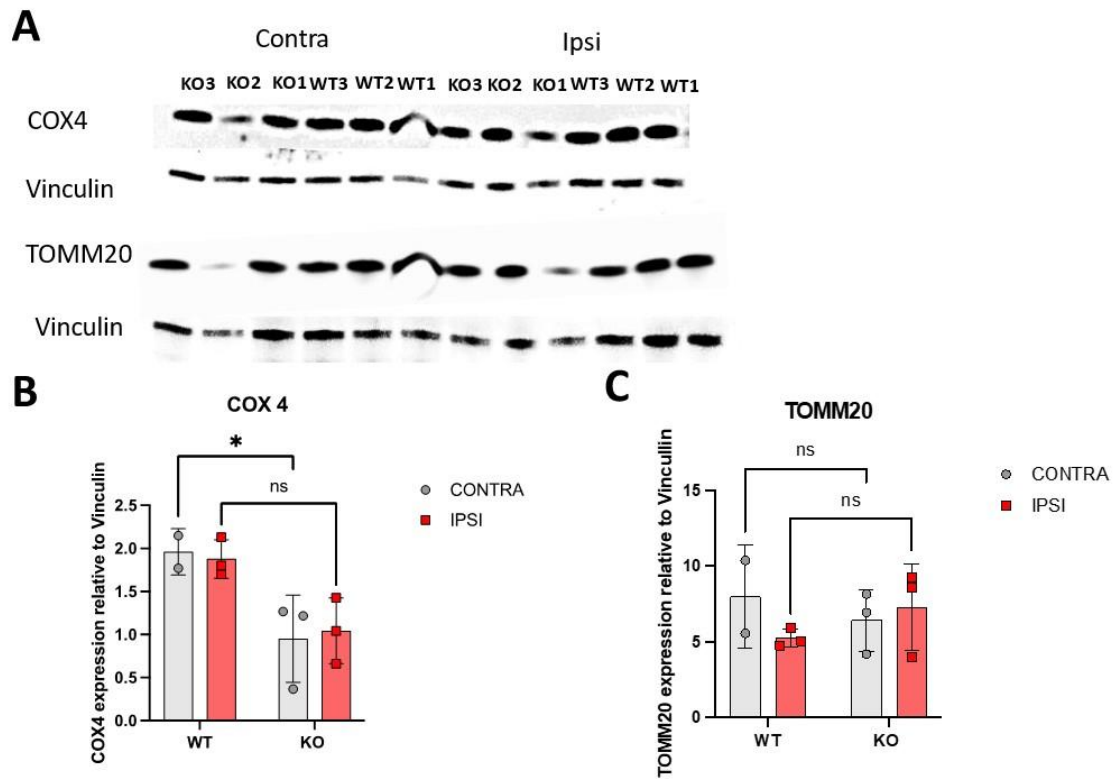 A
Contra Ipsi
KO3 KO2 KO1 WT3 WT2 WT1 KO3 KO2 KO1 WT3 WT2 WT1
COX4
Vinculin
TOMM20
Vinculin
B
COX 4
COX4 expression relative to Vinculin
*
ns
2.5
2.0
1.5
1.0
0.5
0.0
WT KO
CONTRA
IPSI
C
TOMM20
TOMM20 expression relative to Vincullin
ns
ns
15
10
5
0
WT KO
CONTRA
IPSI